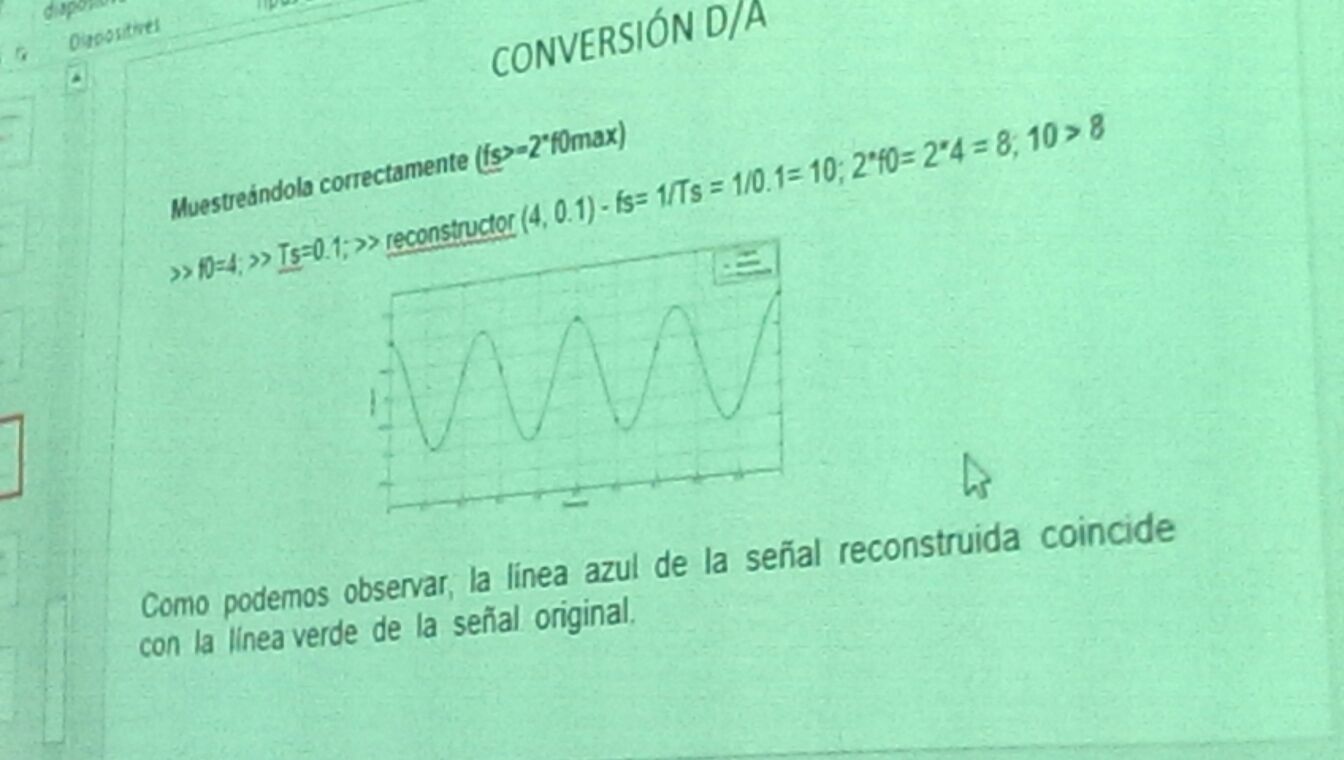 Diapositives
CONVERSIÓN D/A
Muestreándola correctamente (fs>=2*f0max)
>> f0=4; >> Ts=0.1; >> reconstructor (4, 0.1) - fs= 1/Ts = 1/0.1= 10; 2*f0= 2*4 = 8; 10 > 8
Como podemos observar, la línea azul de la señal reconstruida coincide
con la línea verde de la señal original.